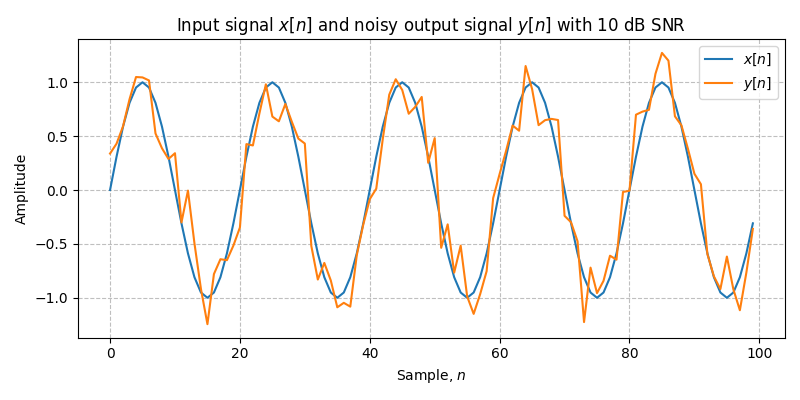 Input signal x[n] and noisy output signal y[n] with 10 dB SNR
x[n]
y[n]
1.0
0.5
0.0
−0.5
−1.0
Amplitude
0 20 40 60 80 100
Sample, n